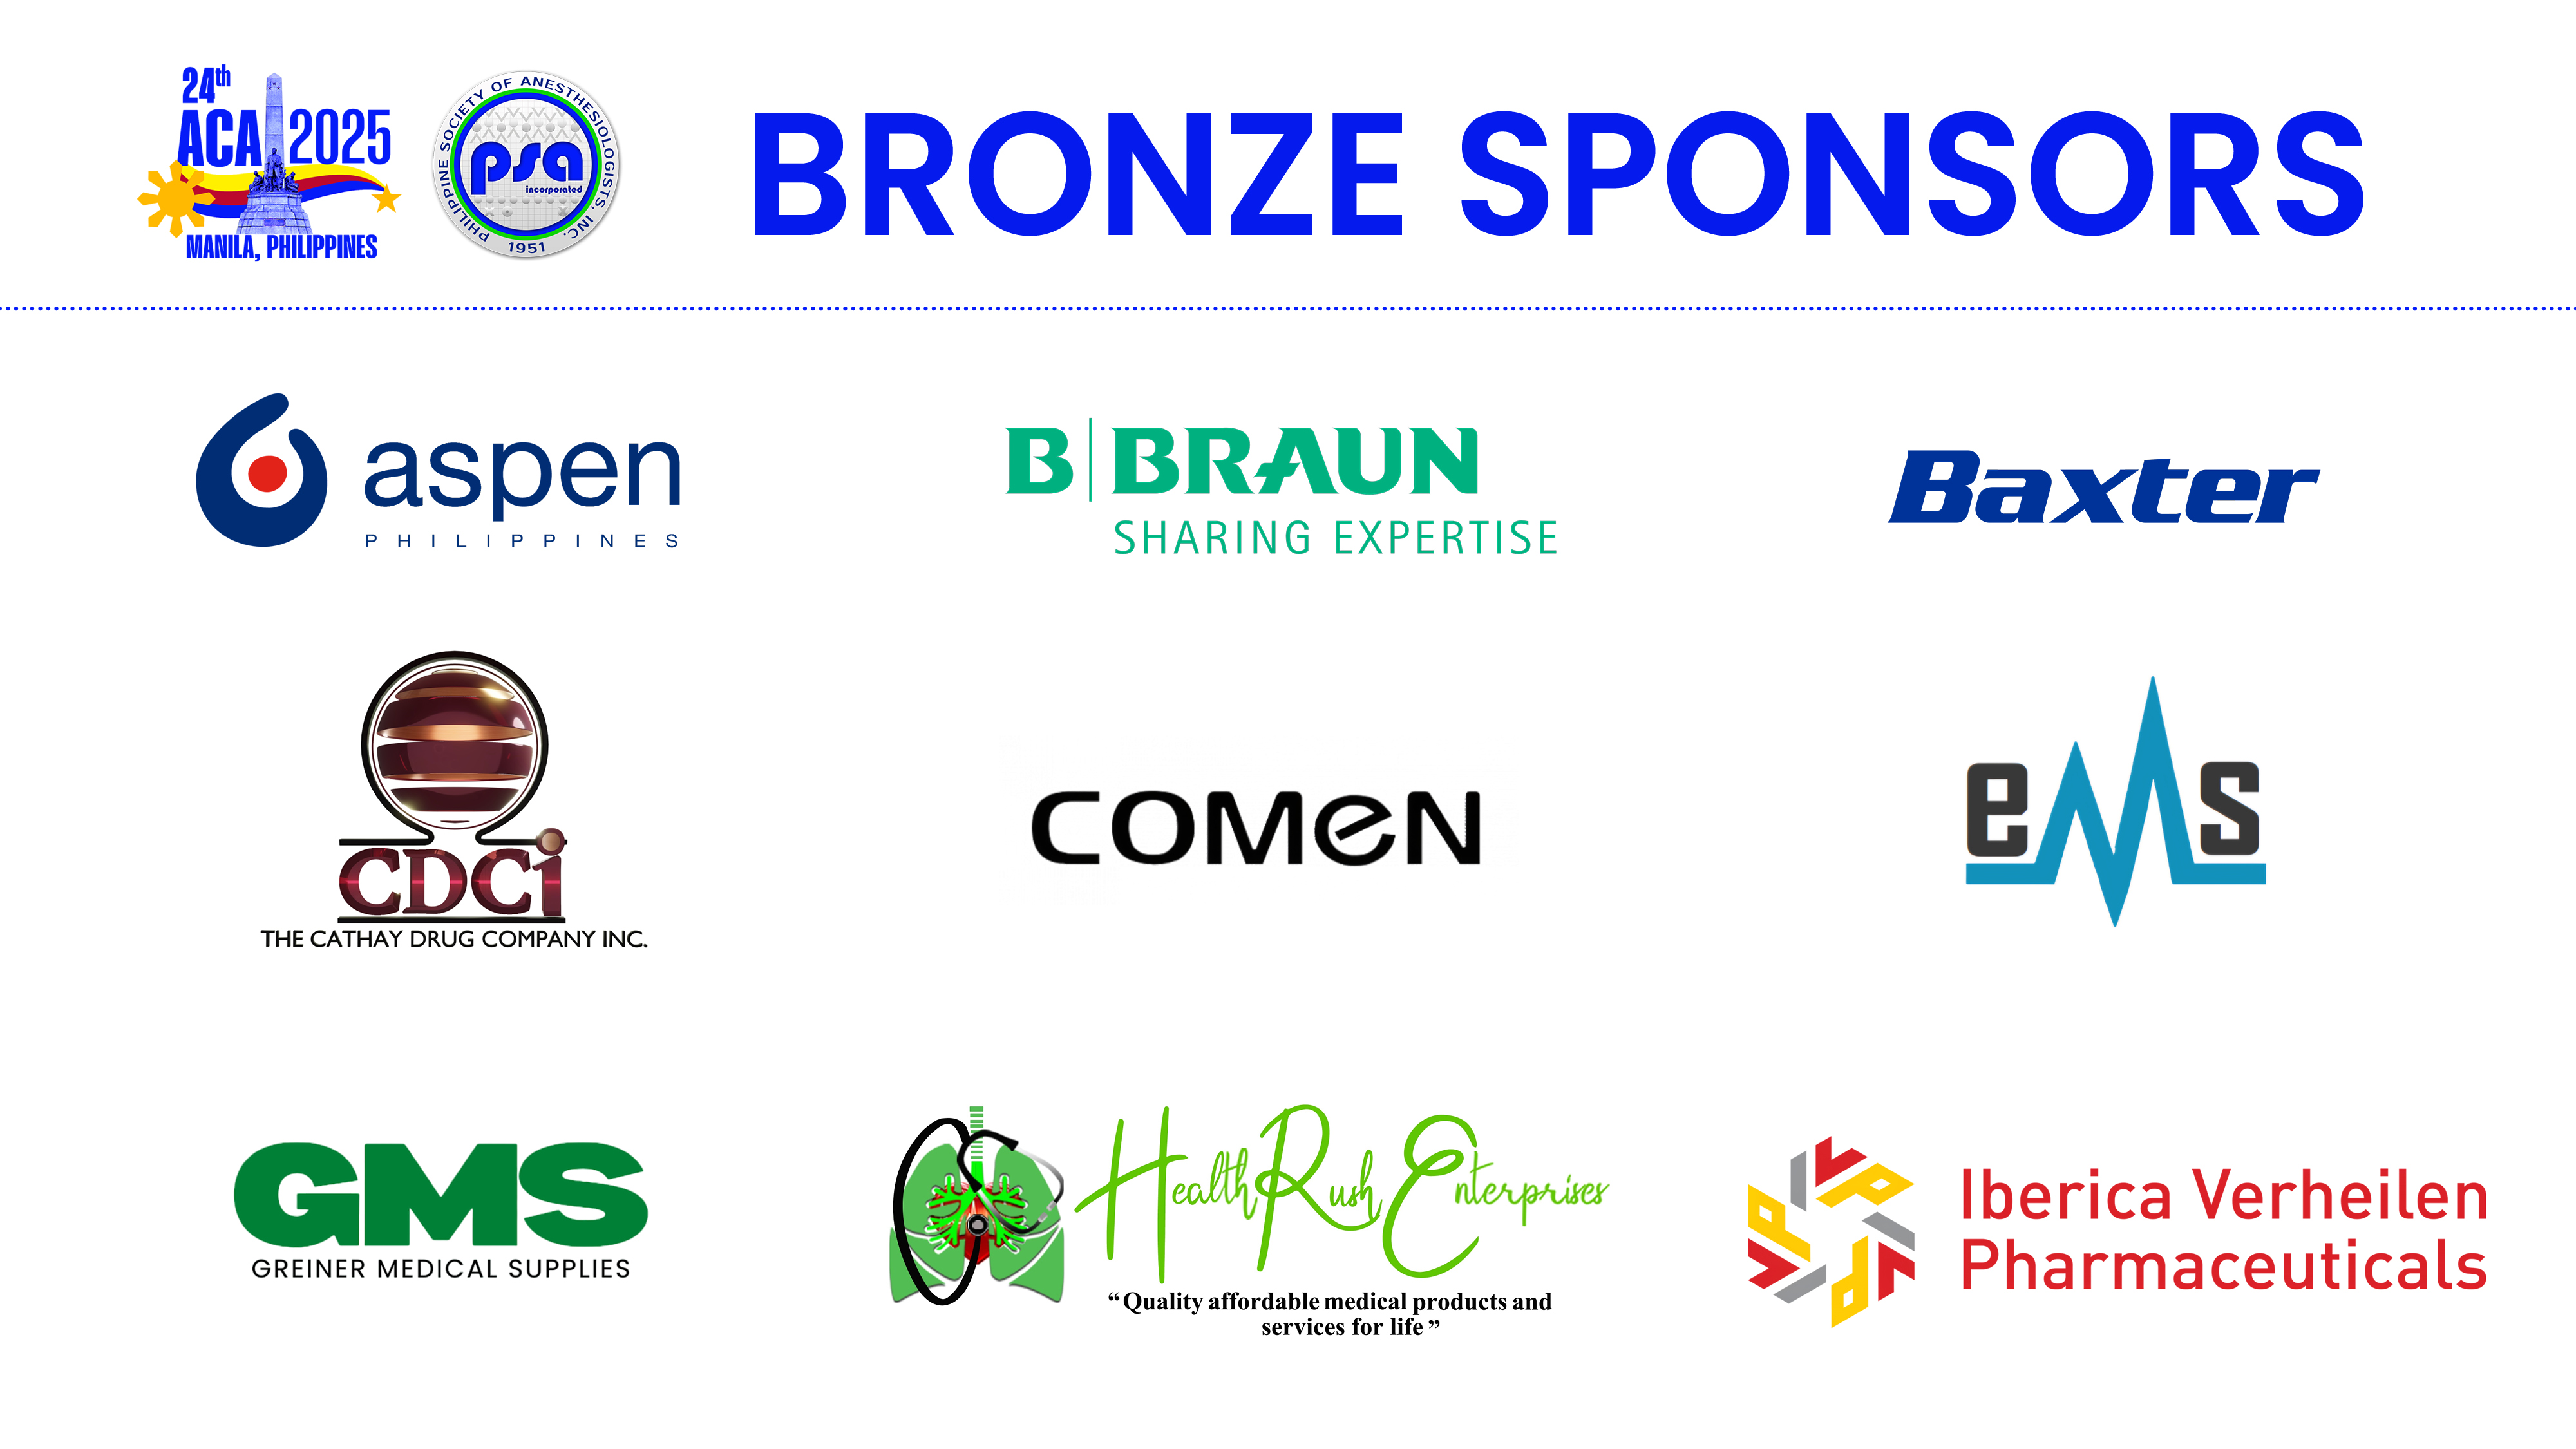 24th
ACA 2025
MANILA, PHILIPPINES
PHILIPPINE SOCIETY OF ANESTHESIOLOGISTS, INC.
psa
incorporated
1951
BRONZE SPONSORS
aspen
PHILIPPINES
B|BRAUN
SHARING EXPERTISE
Baxter
CDCi
THE CATHAY DRUG COMPANY INC.
COMeN
eMs
GMS
GREINER MEDICAL SUPPLIES
Health Rush Enterprises
“Quality affordable medical products and
services for life”
Iberica Verheilen
Pharmaceuticals